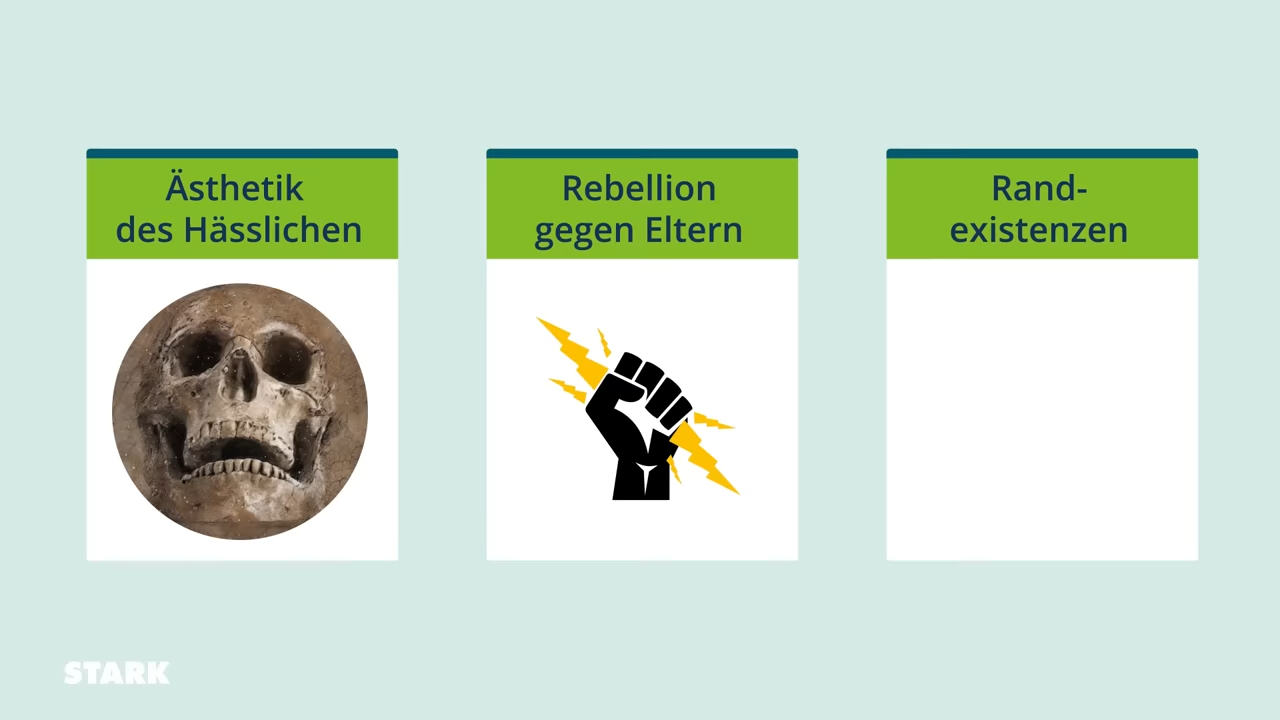 Ästhetik
des Hässlichen
Rebellion
gegen Eltern
Rand-
existenzen
STARK